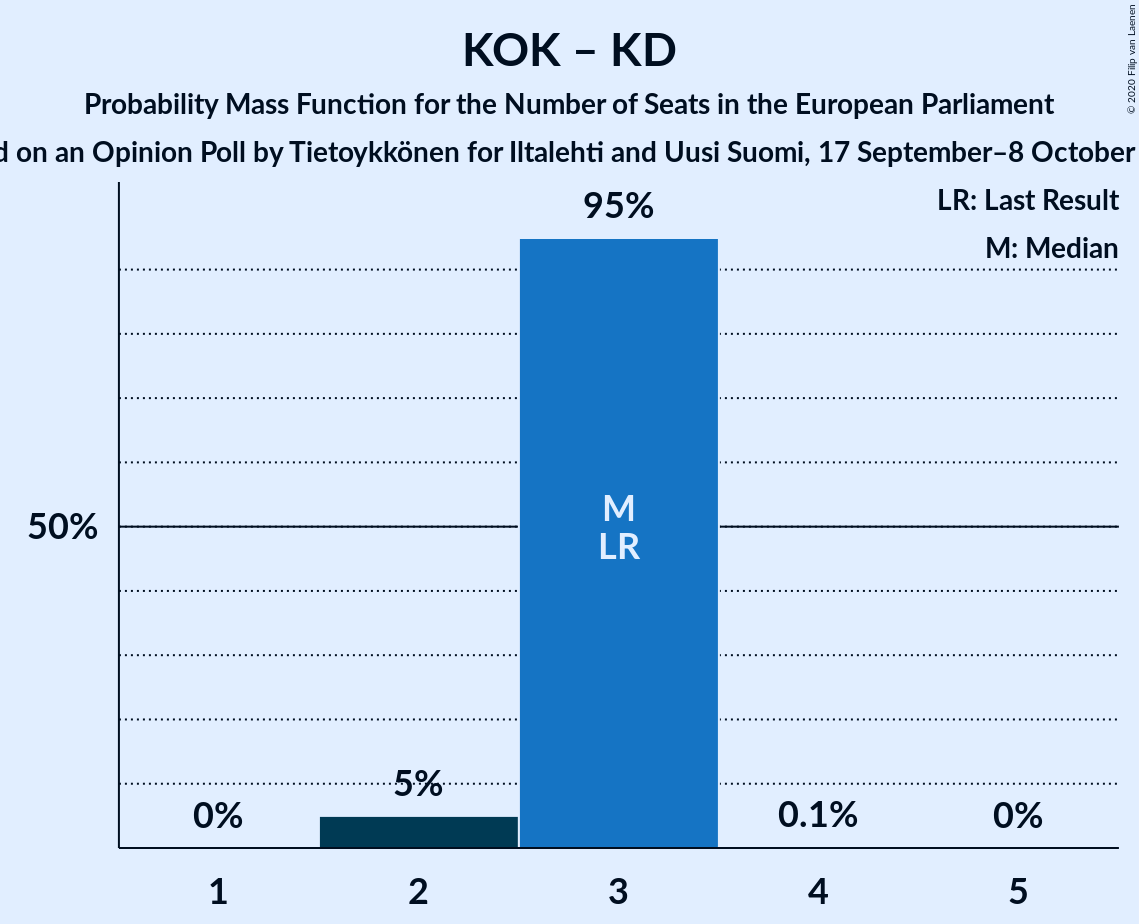 KOK – KD
Probability Mass Function for the Number of Seats in the European Parliament
d on an Opinion Poll by Tietoykkönen for Iltalehti and Uusi Suomi, 17 September–8 October
© 2020 Filip van Laenen
LR: Last Result
M: Median
95%
50%
M
LR
5%
0%
0.1%
0%
1
2
3
4
5